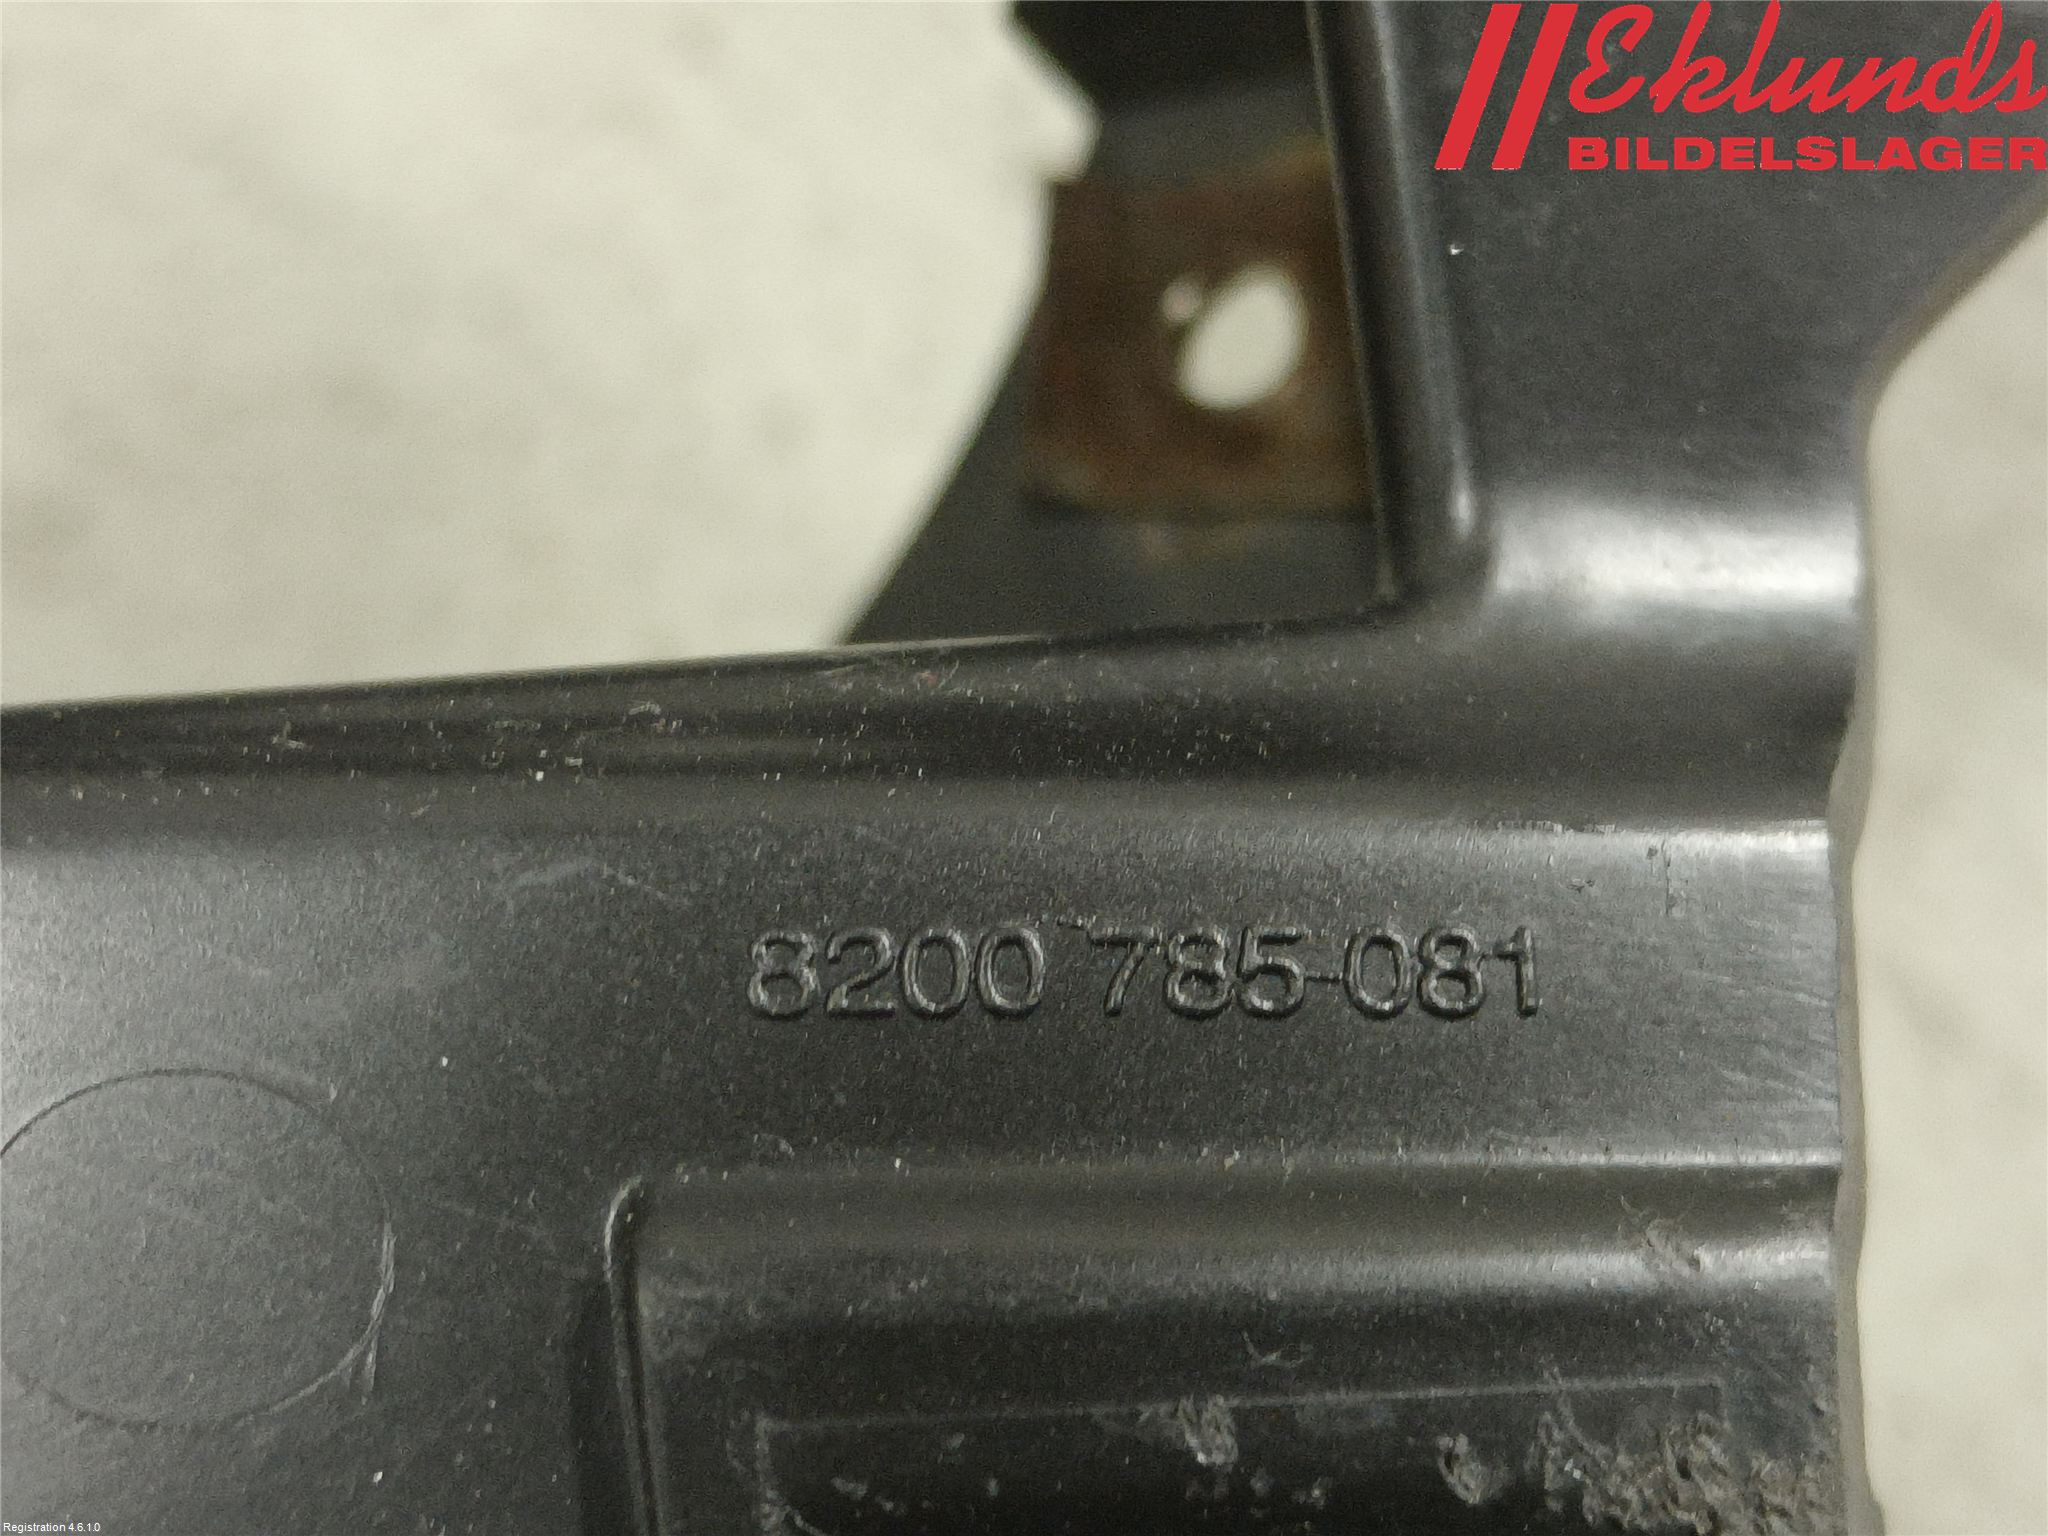 Eklunds
BILDELSLAGER
8200 785-081
Registration 4.6.1.0